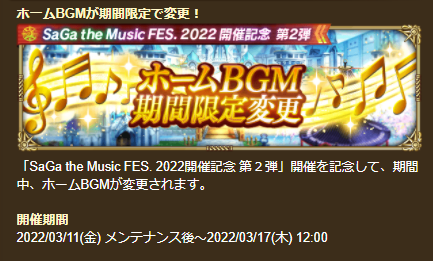 ホームBGMが期間限定で変更！
SaGa the Music FES. 2022 開催記念 第2弾
ホームBGM
期間限定変更
「SaGa the Music FES. 2022開催記念 第２弾」開催を記念して、期間
中、ホームBGMが変更されます。
開催期間
2022/03/11(金) メンテナンス後～2022/03/17(木) 12:00